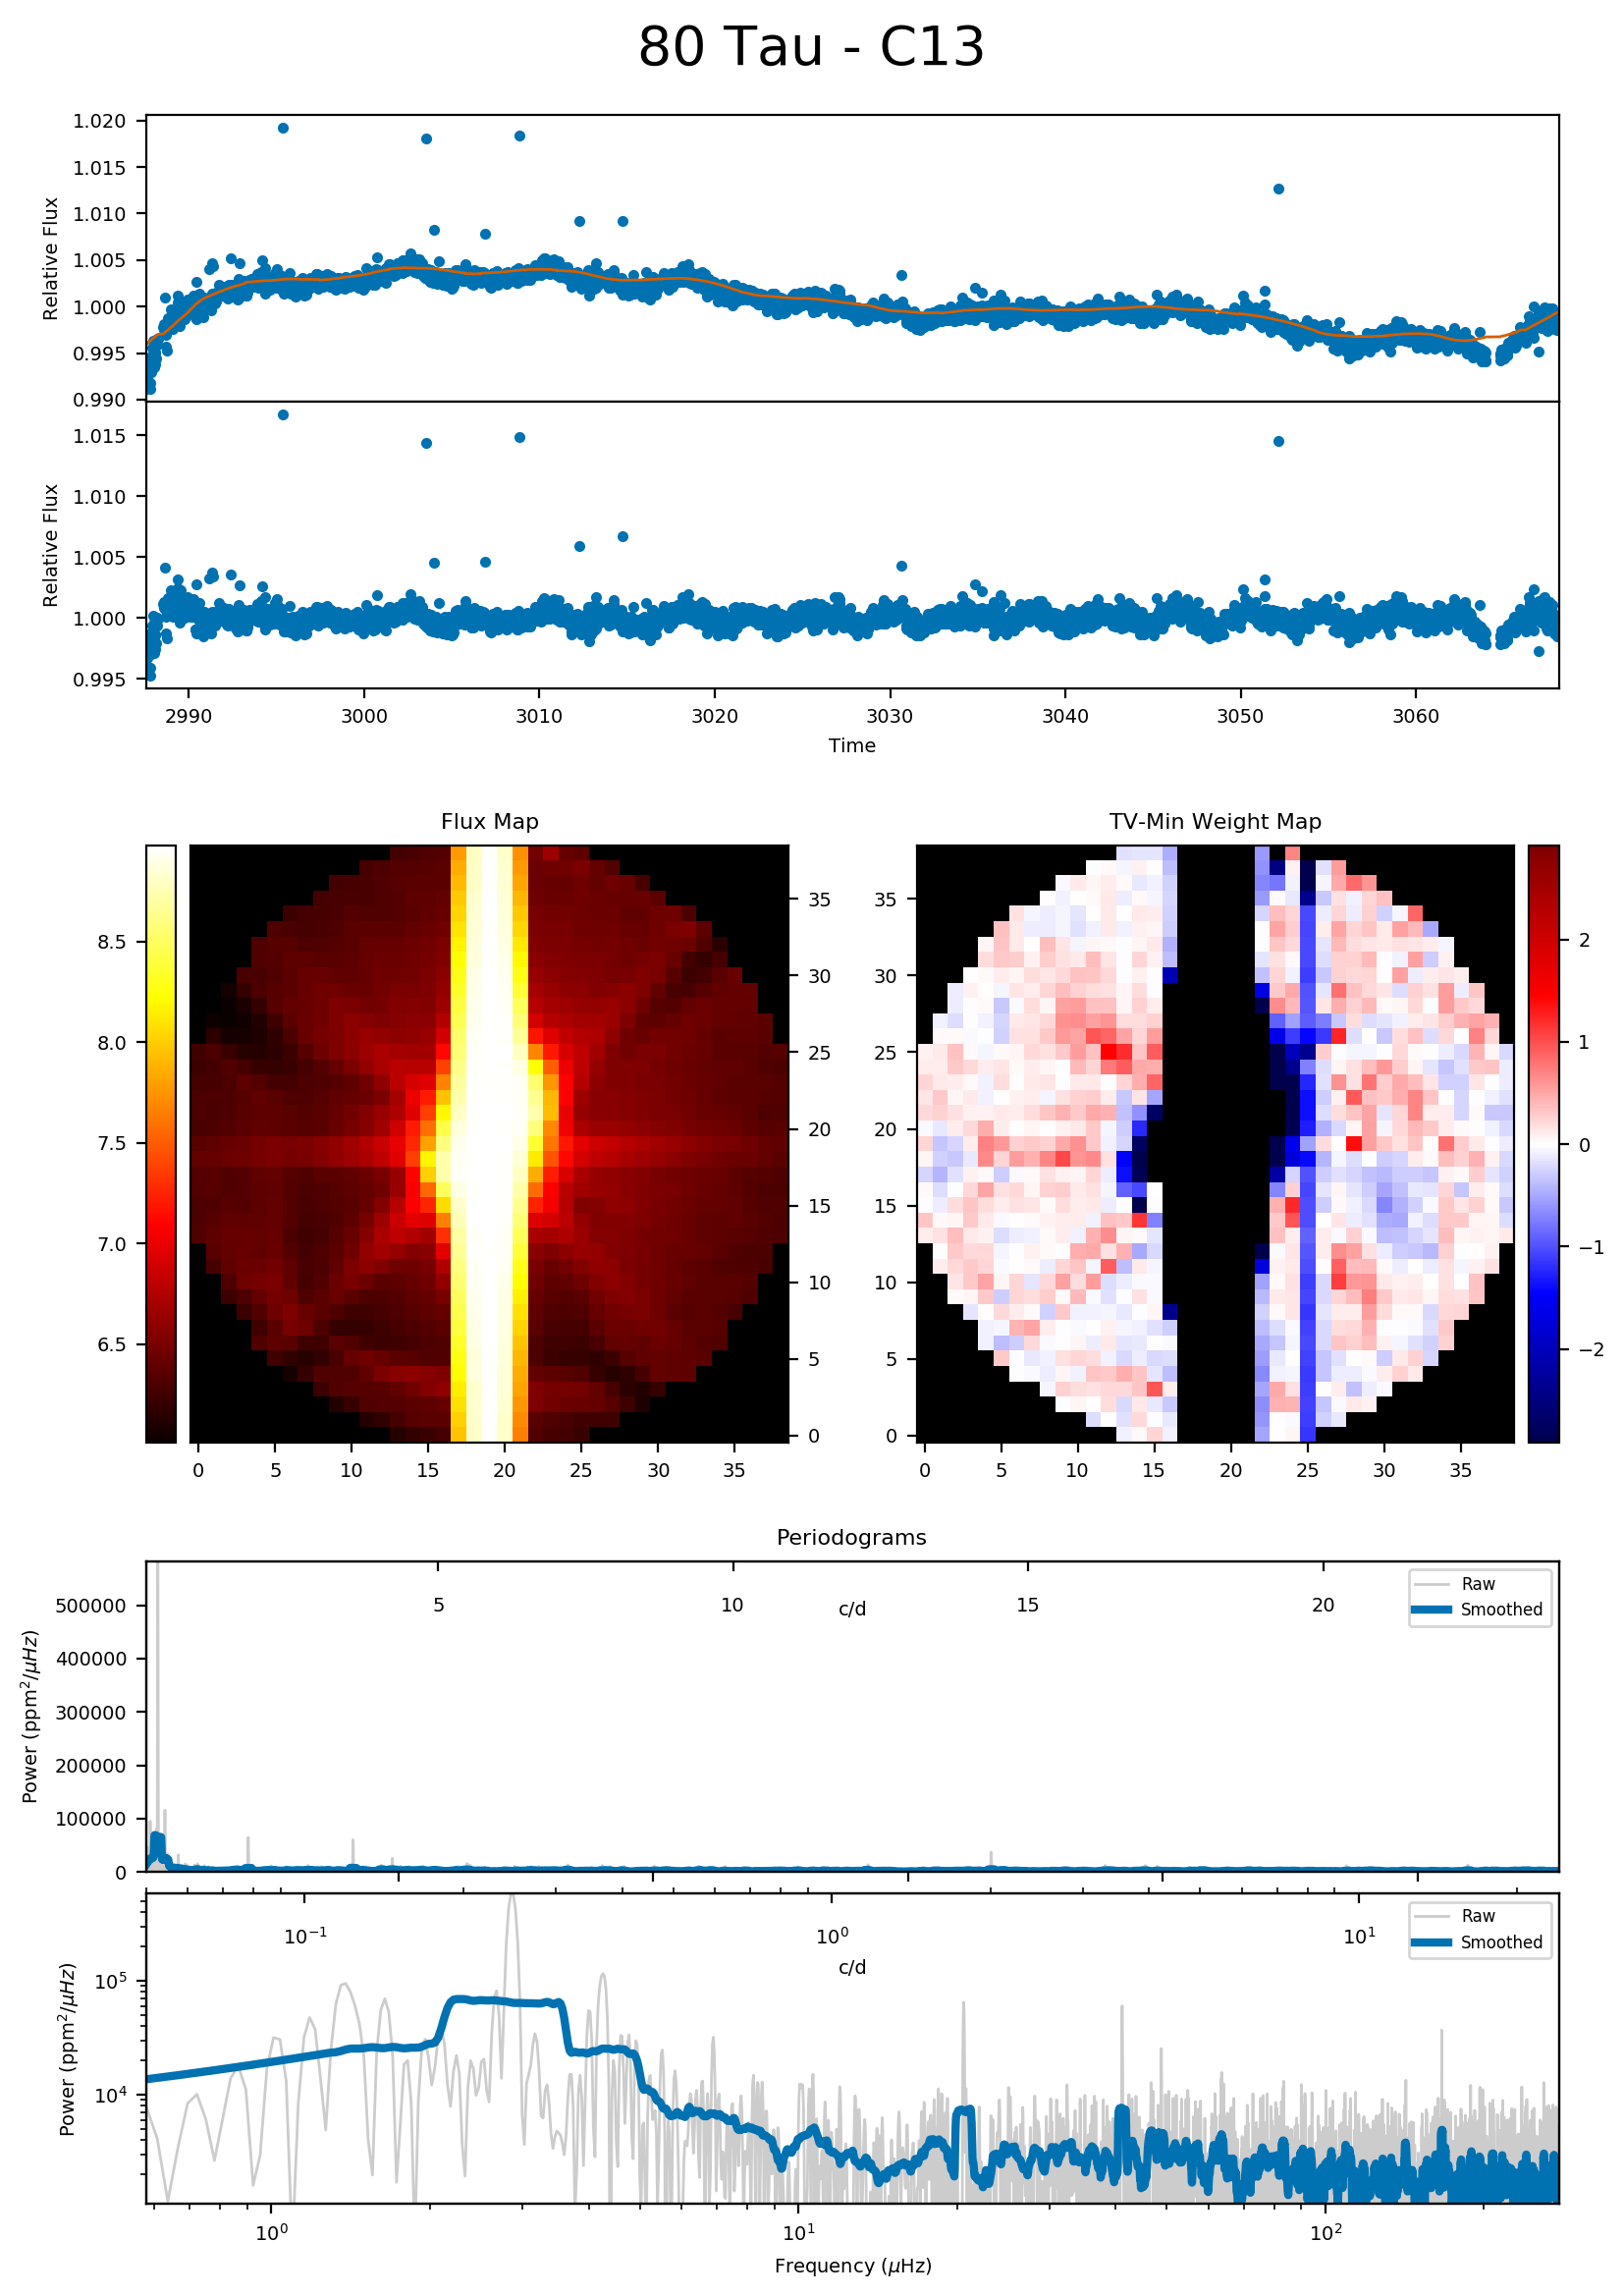 80 Tau - C13
1.020
1.015
1.010
1.005
1.000
0.995
0.990
Relative Flux
1.015
1.010
1.005
1.000
0.995
Relative Flux
2990 3000 3010 3020 3030 3040 3050 3060
Time
Flux Map
TV-Min Weight Map
8.5
8.0
7.5
7.0
6.5
35
30
25
20
15
10
5
0
0 5 10 15 20 25 30 35
35
30
25
20
15
10
5
0
0 5 10 15 20 25 30 35
2
1
0
−1
−2
Periodograms
500000
400000
300000
200000
100000
0
Power (ppm²/μHz)
5 10 15 20
c/d
Raw
Smoothed
10⁵
10⁴
Power (ppm²/μHz)
10⁻¹ 10⁰ 10¹
c/d
Raw
Smoothed
10⁰ 10¹ 10²
Frequency (μHz)